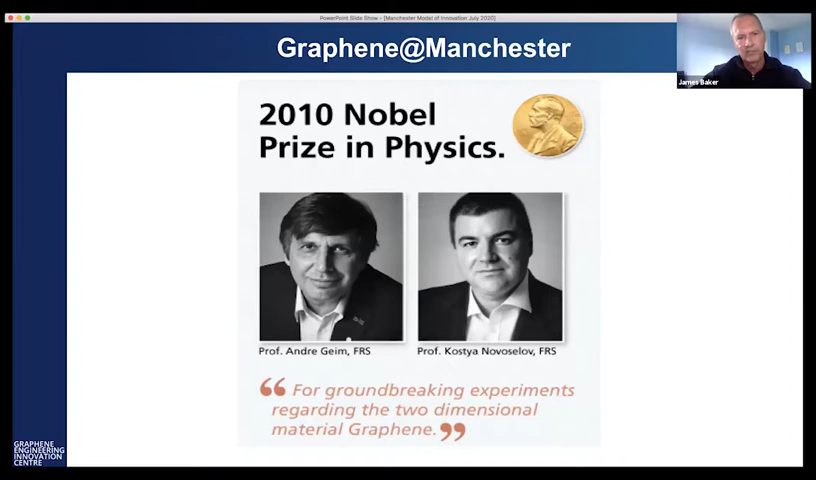 PowerPoint Slide Show - [Manchester Model of Innovation July 2020]
Graphene@Manchester
James Baker
2010 Nobel
Prize in Physics.
Prof. Andre Geim, FRS
Prof. Kostya Novoselov, FRS
“ For groundbreaking experiments
regarding the two dimensional
material Graphene.”
GRAPHENE
ENGINEERING
INNOVATION
CENTRE